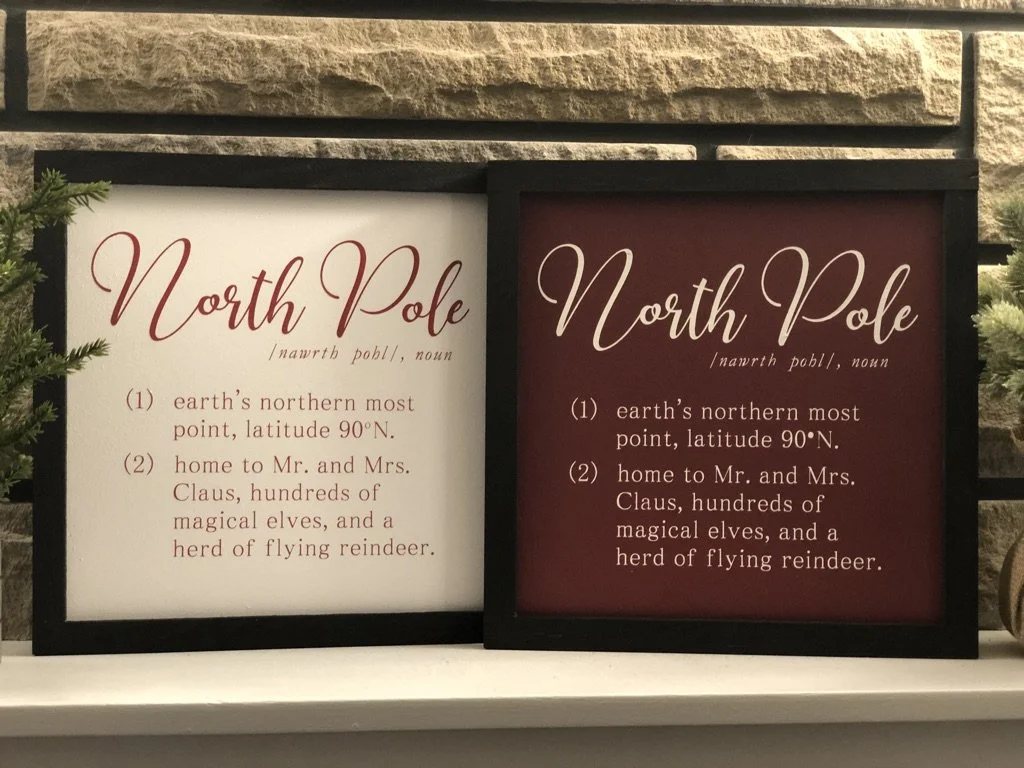 North Pole
/nawrth pohl/, noun
(1) earth's northern most
point, latitude 90°N.
(2) home to Mr. and Mrs.
Claus, hundreds of
magical elves, and a
herd of flying reindeer.
North Pole
/nawrth pohl/, noun
(1) earth's northern most
point, latitude 90°N.
(2) home to Mr. and Mrs.
Claus, hundreds of
magical elves, and a
herd of flying reindeer.